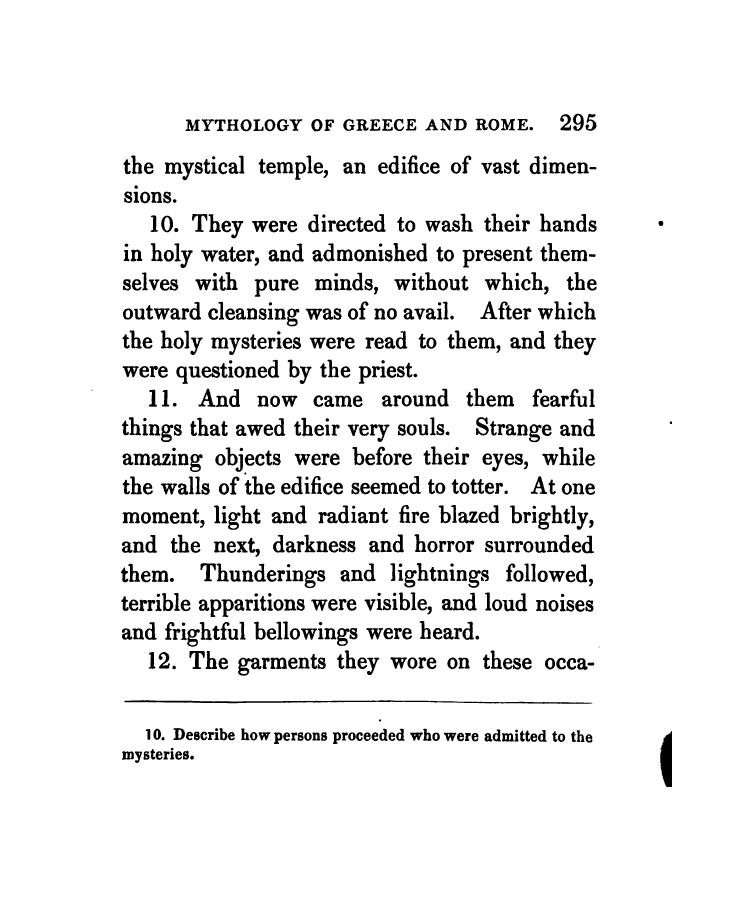 MYTHOLOGY OF GREECE AND ROME. 295
the mystical temple, an edifice of vast dimen-
sions.
10. They were directed to wash their hands
in holy water, and admonished to present them-
selves with pure minds, without which, the
outward cleansing was of no avail. After which
the holy mysteries were read to them, and they
were questioned by the priest.
11. And now came around them fearful
things that awed their very souls. Strange and
amazing objects were before their eyes, while
the walls of the edifice seemed to totter. At one
moment, light and radiant fire blazed brightly,
and the next, darkness and horror surrounded
them. Thunderings and lightnings followed,
terrible apparitions were visible, and loud noises
and frightful bellowings were heard.
12. The garments they wore on these occa-
10. Describe how persons proceeded who were admitted to the
mysteries.